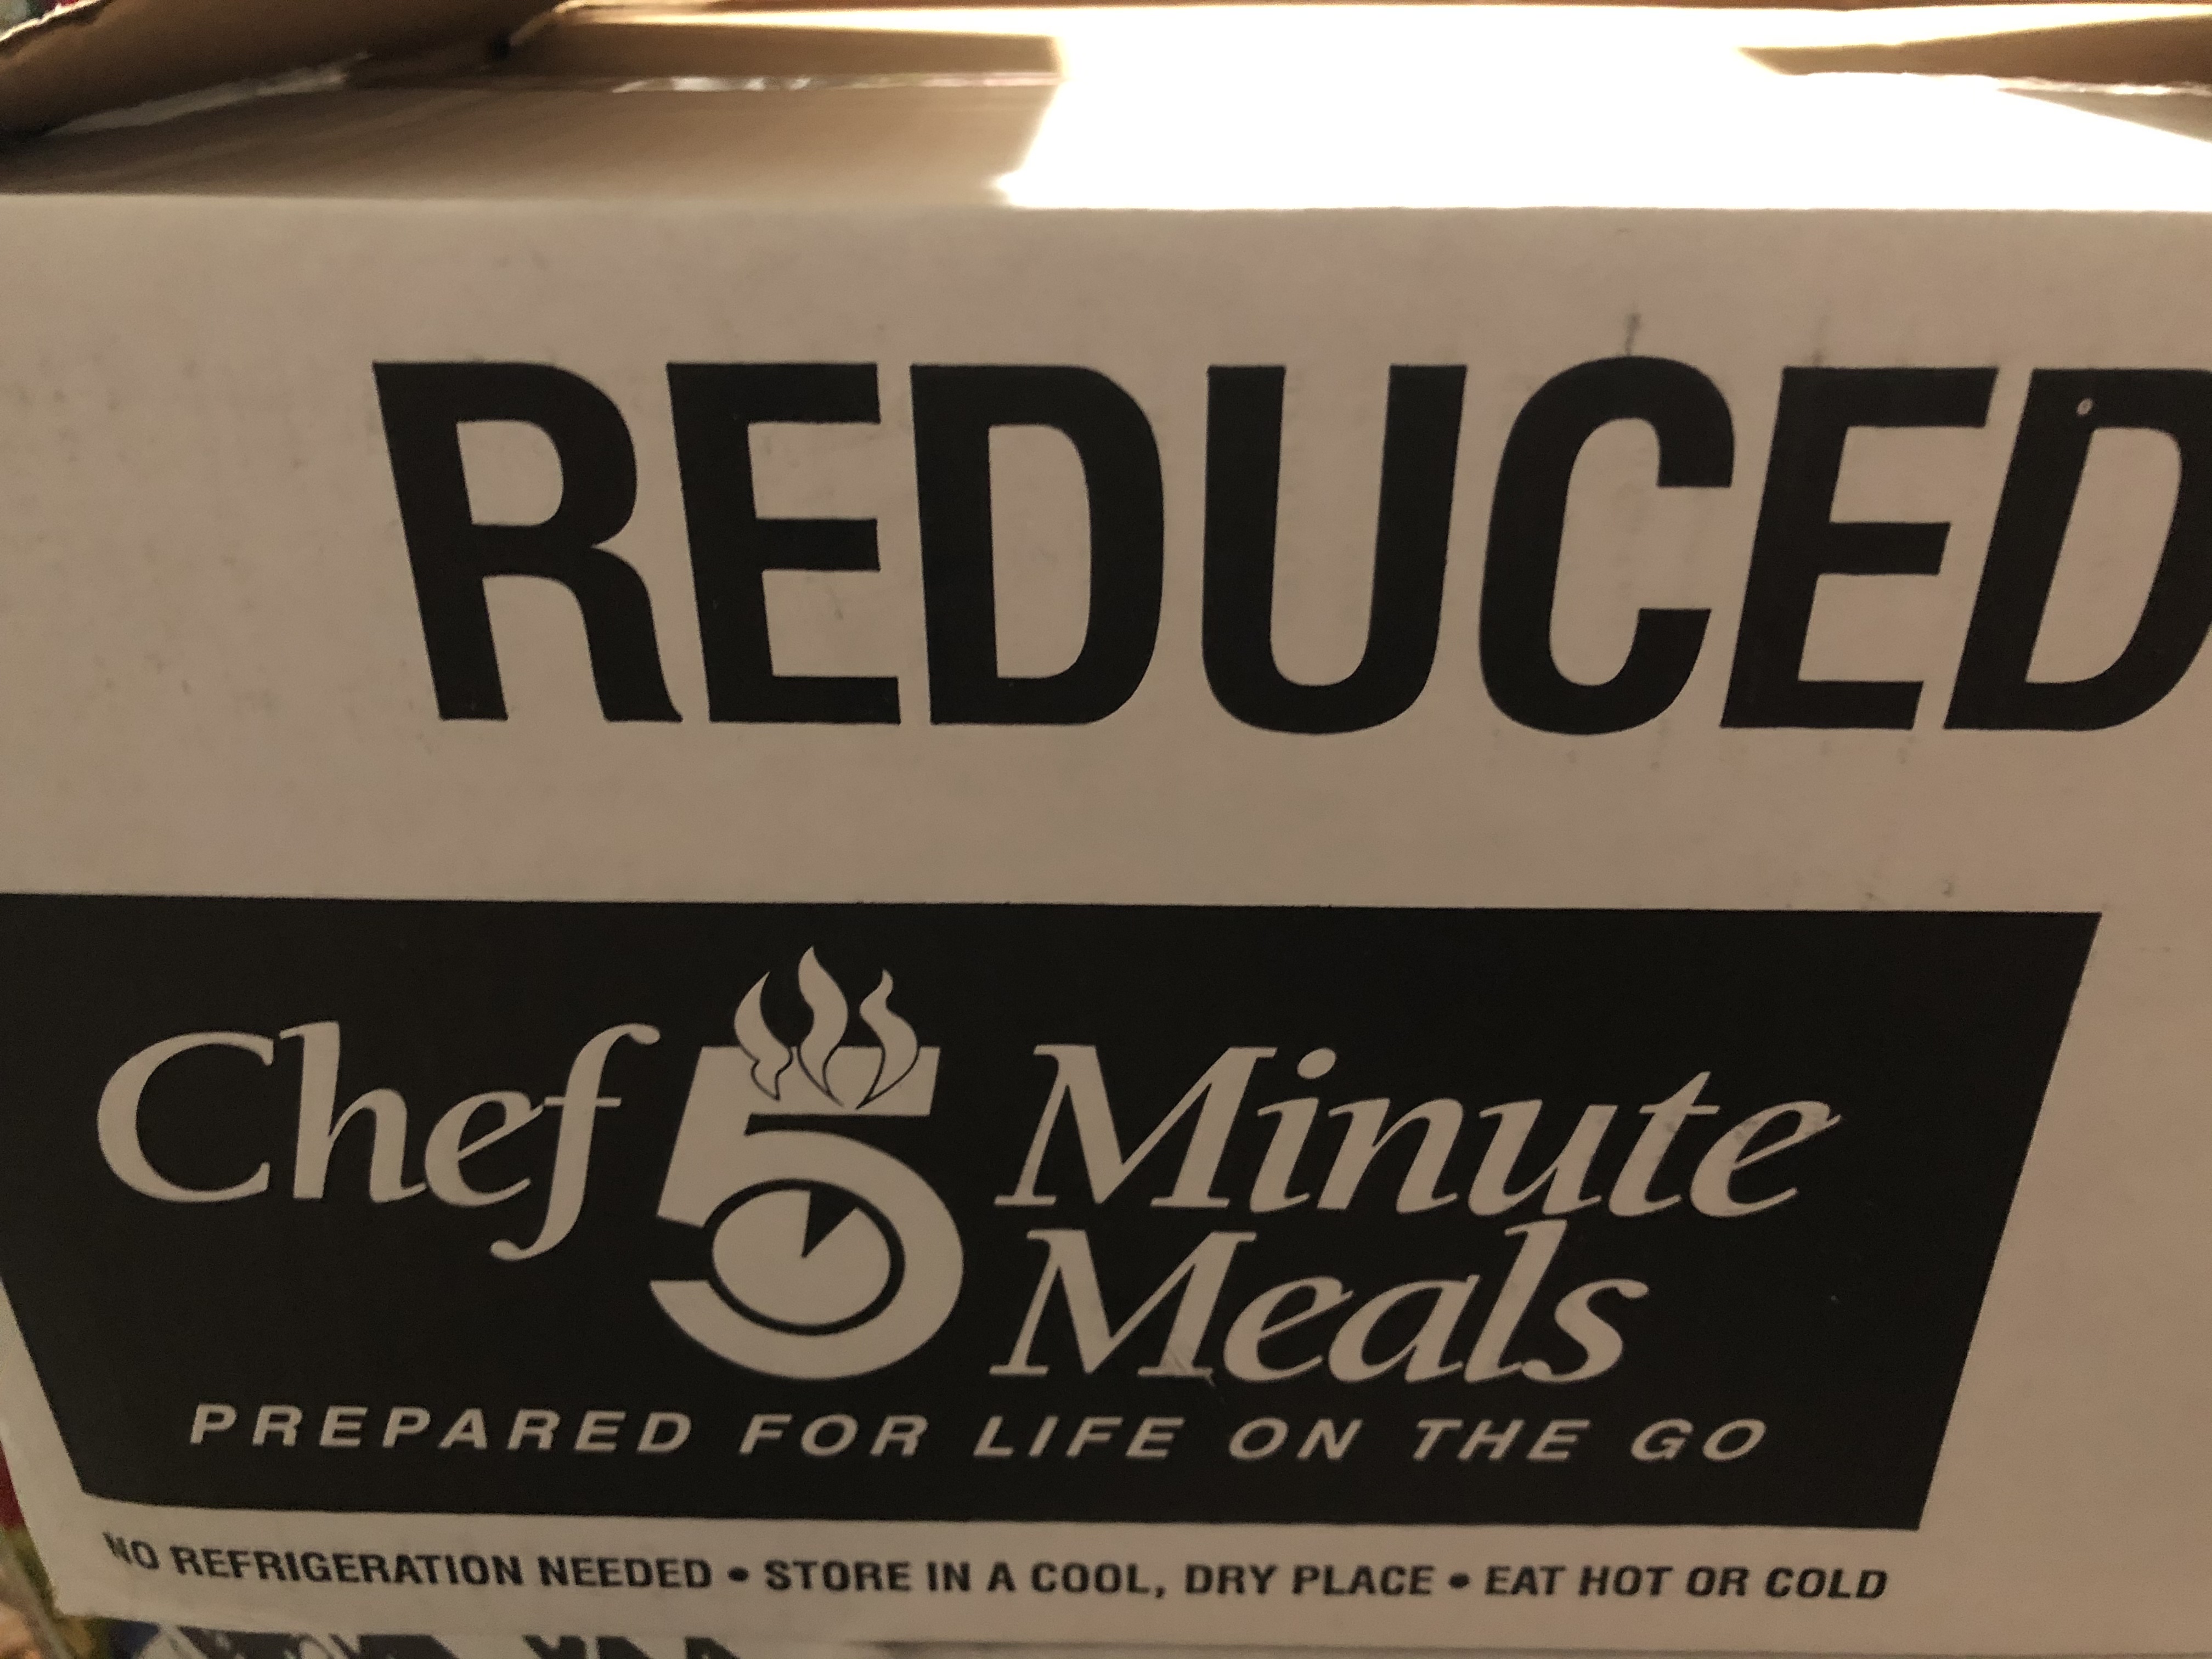 REDUCED
Chef 5 Minute
Meals
PREPARED FOR LIFE ON THE GO
NO REFRIGERATION NEEDED • STORE IN A COOL, DRY PLACE • EAT HOT OR COLD